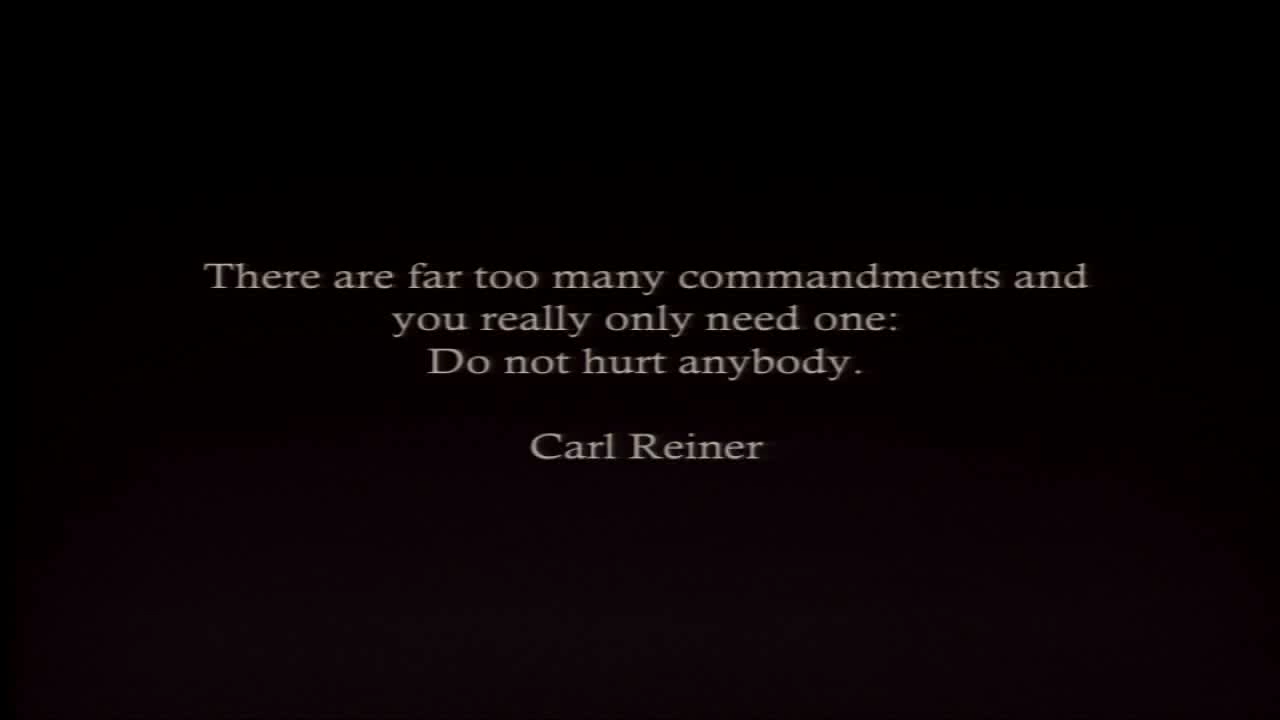 There are far too many commandments and
you really only need one:
Do not hurt anybody.
Carl Reiner